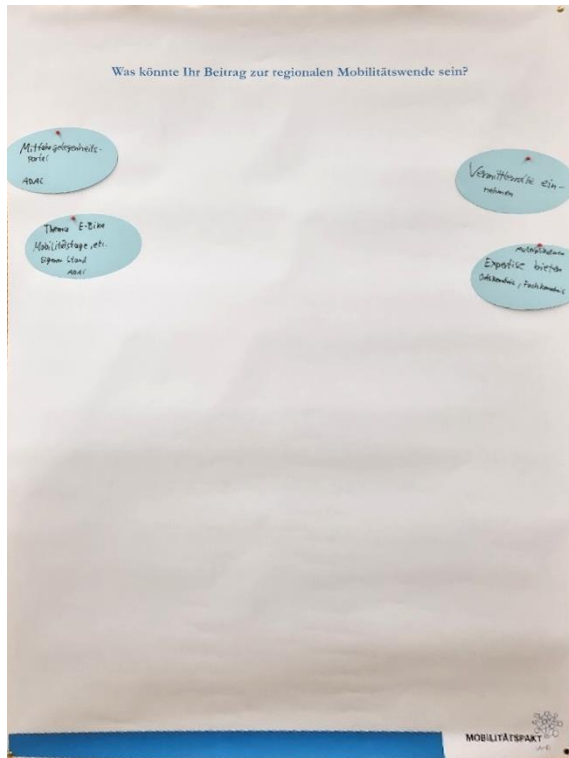 Was könnte Ihr Beitrag zur regionalen Mobilitätswende sein?
Mitfahrgelegenheits-
portal
ADAC
Thema E-Bike
Mobilitätstage, etc.
Eigener Stand
ADAC
Vermittlerrolle ein-
nehmen
Expertise bieten
Ortskenntnis, Fachkenntnis
MOBILITÄTSPAKT